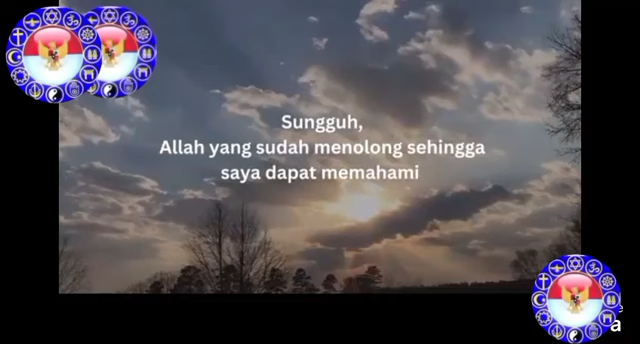 Sungguh,
Allah yang sudah menolong sehingga
saya dapat memahami